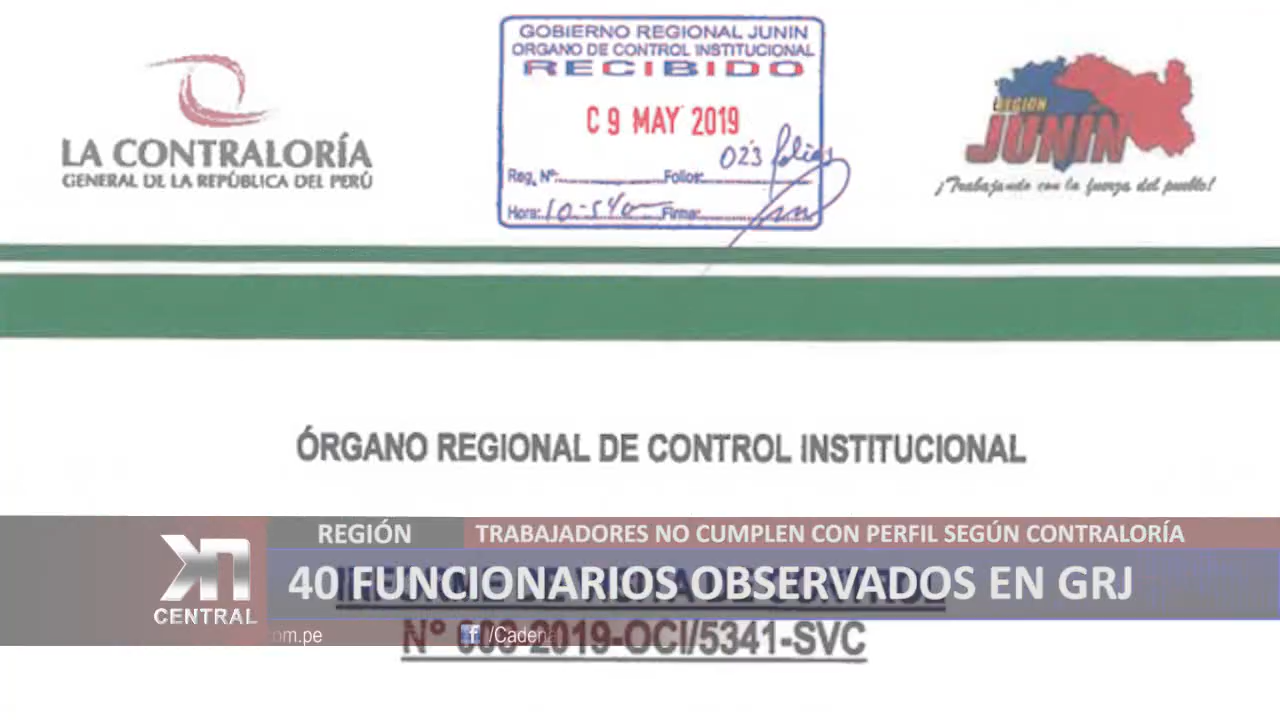 LA CONTRALORÍA
GENERAL DE LA REPÚBLICA DEL PERÚ
GOBIERNO REGIONAL JUNIN
ORGANO DE CONTROL INSTITUCIONAL
RECIBIDO
C 9 MAY 2019
023 folios
Reg. Nº: Folios:
Hora: 10-540 Firma:
REGION
JUNÍN
¡Trabajando con la fuerza del pueblo!
ÓRGANO REGIONAL DE CONTROL INSTITUCIONAL
REGIÓN
TRABAJADORES NO CUMPLEN CON PERFIL SEGÚN CONTRALORÍA
40 FUNCIONARIOS OBSERVADOS EN GRJ
CENTRAL
om.pe
/Cadena
N° 2019-OCI/5341-SVC